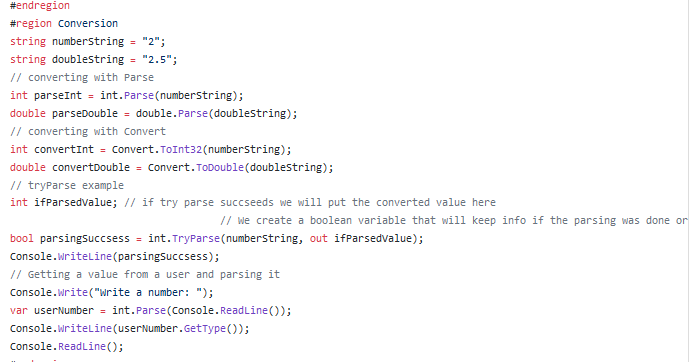 #endregion
#region Conversion
string numberString = "2";
string doubleString = "2.5";
// converting with Parse
int parseInt = int.Parse(numberString);
double parseDouble = double.Parse(doubleString);
// converting with Convert
int convertInt = Convert.ToInt32(numberString);
double convertDouble = Convert.ToDouble(doubleString);
// tryParse example
int ifParsedValue; // if try parse succseeds we will put the converted value here
// We create a boolean variable that will keep info if the parsing was done or
bool parsingSuccsess = int.TryParse(numberString, out ifParsedValue);
Console.WriteLine(parsingSuccsess);
// Getting a value from a user and parsing it
Console.Write("Write a number: ");
var userNumber = int.Parse(Console.ReadLine());
Console.WriteLine(userNumber.GetType());
Console.ReadLine();